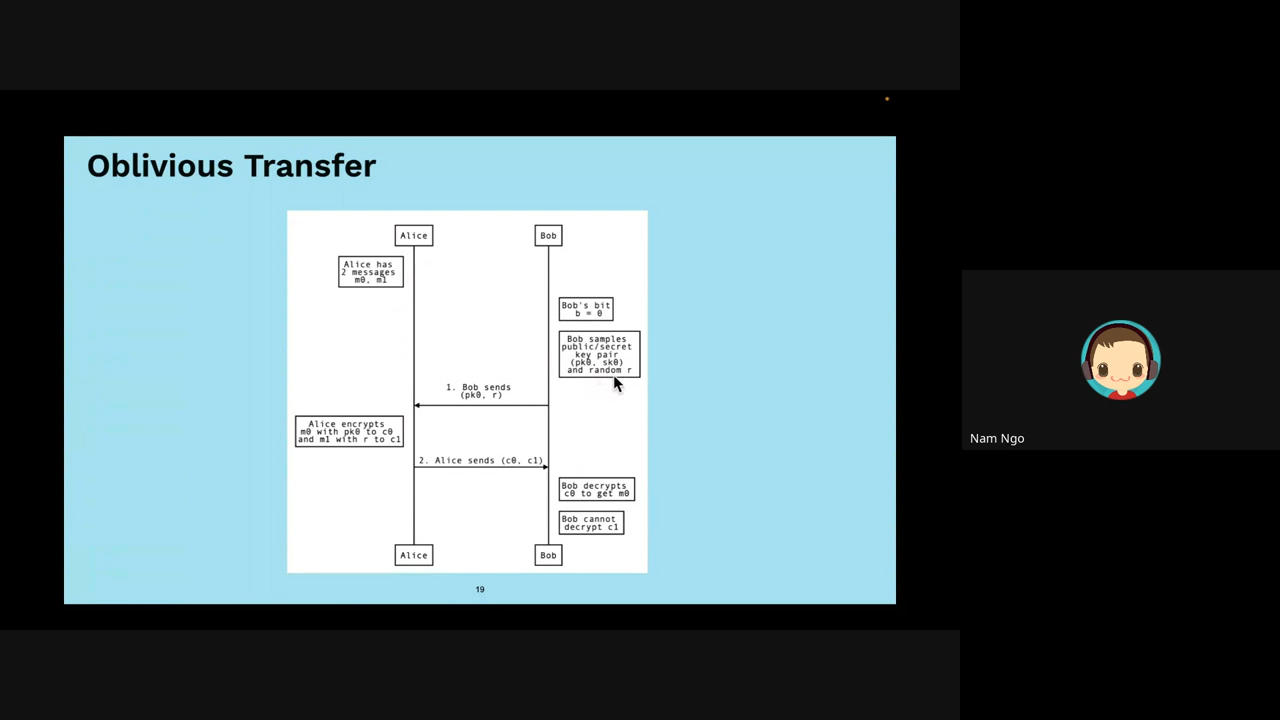 Oblivious Transfer
Alice
Bob
Alice has
2 messages
m0, m1
Bob's bit
b = 0
Bob samples
public/secret
key pair
(pk0, sk0)
and random r
1. Bob sends
(pk0, r)
Alice encrypts
m0 with pk0 to c0
and m1 with r to c1
2. Alice sends (c0, c1)
Bob decrypts
c0 to get m0
Bob cannot
decrypt c1
Alice
Bob
19
Nam Ngo